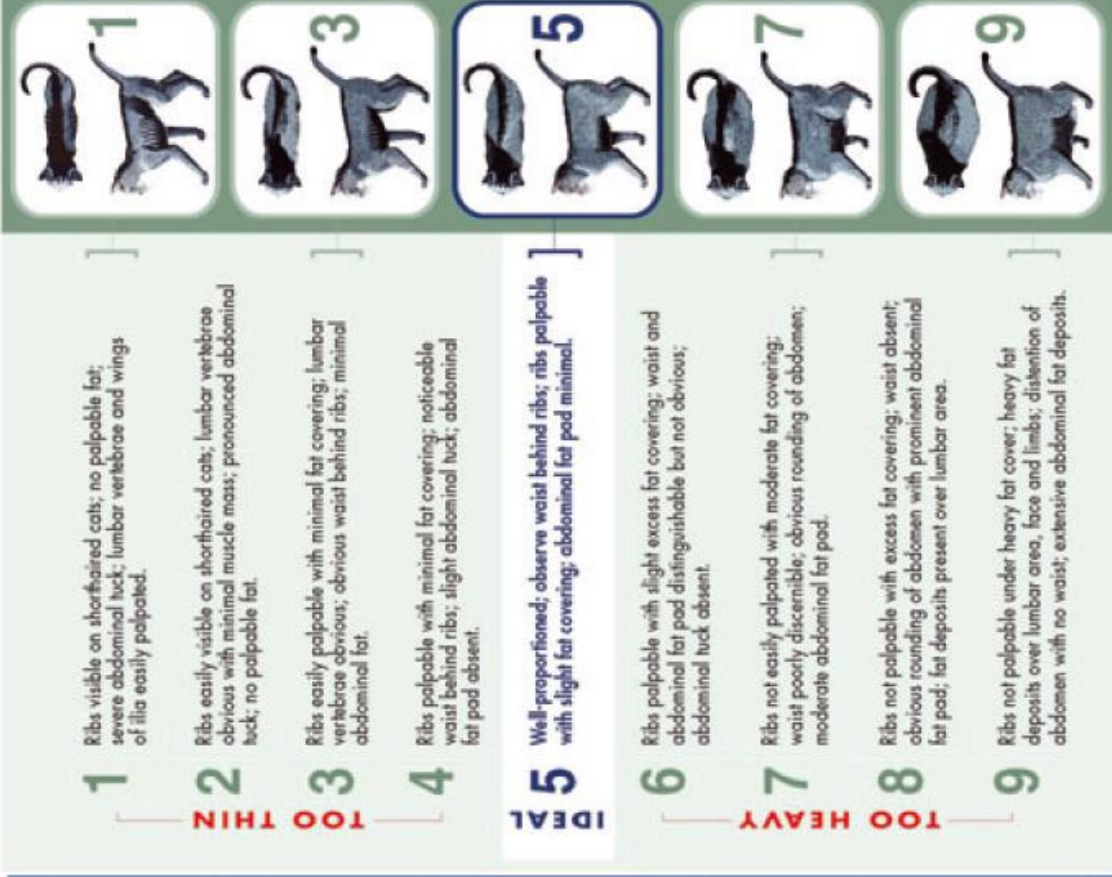 TOO THIN
1
Ribs visible on shorthaired cats; no palpable fat;
severe abdominal tuck; lumbar vertebrae and wings
of ilia easily palpated.
2
Ribs easily visible on shorthaired cats; lumbar vertebrae
obvious with minimal muscle mass; pronounced abdominal
tuck; no palpable fat.
3
Ribs easily palpable with minimal fat covering; lumbar
vertebrae obvious; obvious waist behind ribs; minimal
abdominal fat.
4
Ribs palpable with minimal fat covering; noticeable
waist behind ribs; slight abdominal tuck; abdominal
fat pad absent.
IDEAL
5
Well-proportioned; observe waist behind ribs; ribs palpable
with slight fat covering; abdominal fat pad minimal.
TOO HEAVY
6
Ribs palpable with slight excess fat covering; waist and
abdominal fat pad distinguishable but not obvious;
abdominal tuck absent.
7
Ribs not easily palpated with moderate fat covering;
waist poorly discernible; obvious rounding of abdomen;
moderate abdominal fat pad.
8
Ribs not palpable with excess fat covering; waist absent;
obvious rounding of abdomen with prominent abdominal
fat pad; fat deposits present over lumbar area.
9
Ribs not palpable under heavy fat cover; heavy fat
deposits over lumbar area, face and limbs; distention of
abdomen with no waist; extensive abdominal fat deposits.
1
3
5
7
9